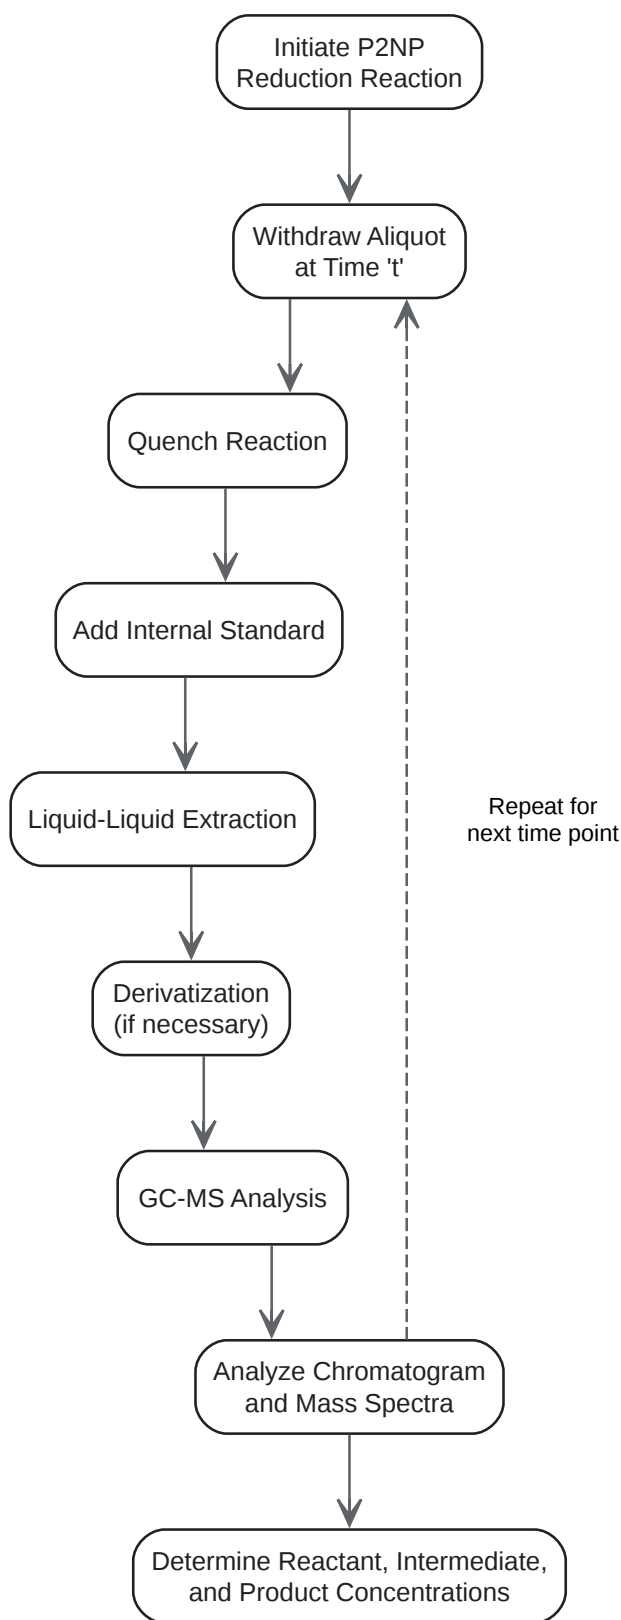 Initiate P2NP
Reduction Reaction
Withdraw Aliquot
at Time 't'
Quench Reaction
Add Internal Standard
Repeat for
next time point
Liquid-Liquid Extraction
Derivatization
(if necessary)
GC-MS Analysis
Analyze Chromatogram
and Mass Spectra
Determine Reactant, Intermediate,
and Product Concentrations